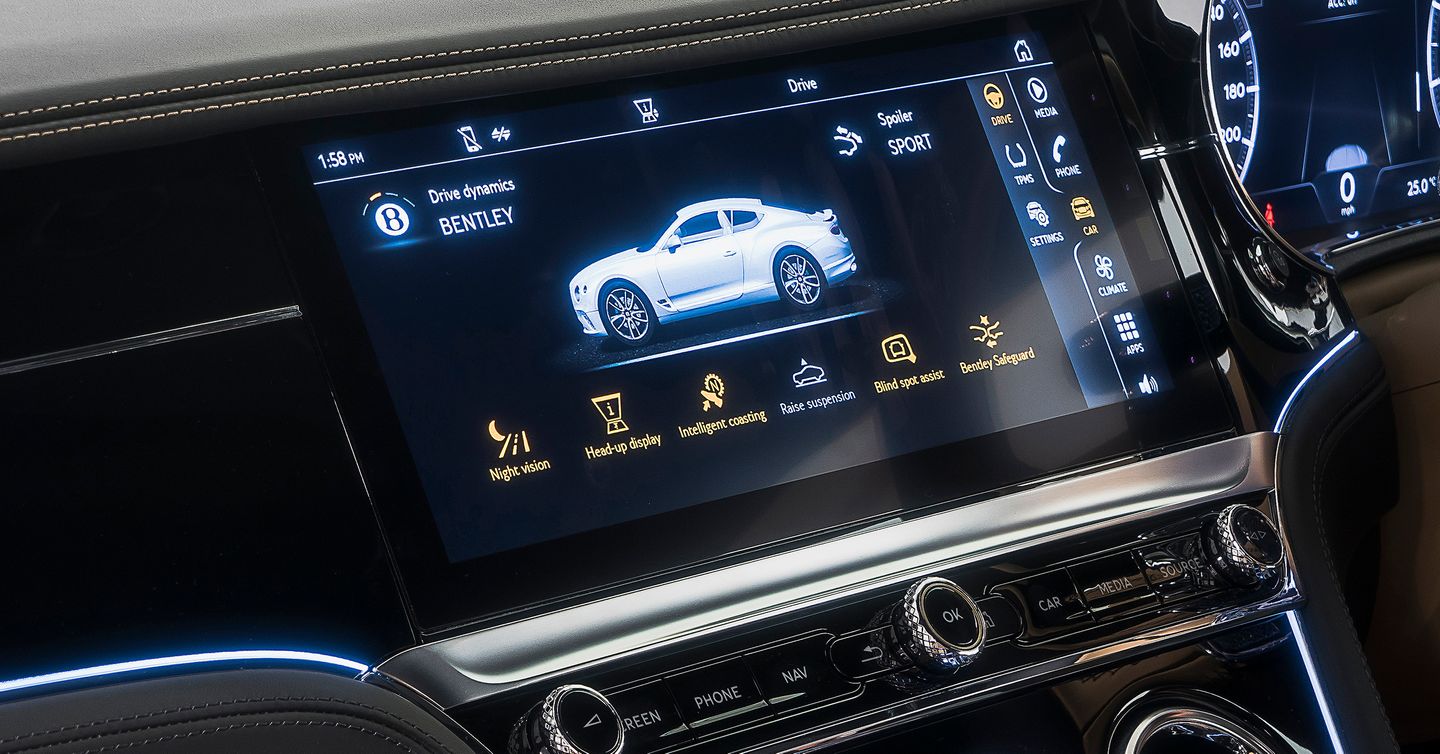 Drive
1:58 PM
Drive dynamics
BENTLEY
Spoiler
SPORT
DRIVE
MEDIA
TPMS
PHONE
SETTINGS
CAR
CLIMATE
APPS
Night vision
Head-up display
Intelligent coasting
Raise suspension
Blind spot assist
Bentley Safeguard
160
180
200
0
mph
25.0 °C
PHONE
NAV
OK
CAR
MEDIA
SOURCE